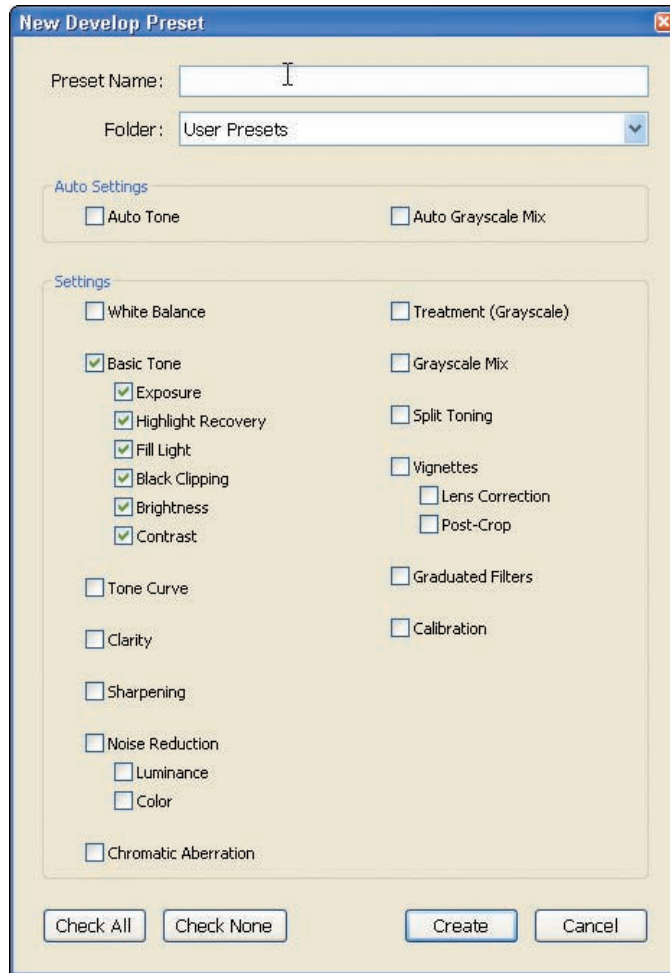 New Develop Preset
Preset Name:
Folder: User Presets
Auto Settings
Auto Tone
Auto Grayscale Mix
Settings
White Balance
Basic Tone
Exposure
Highlight Recovery
Fill Light
Black Clipping
Brightness
Contrast
Tone Curve
Clarity
Sharpening
Noise Reduction
Luminance
Color
Chromatic Aberration
Treatment (Grayscale)
Grayscale Mix
Split Toning
Vignettes
Lens Correction
Post-Crop
Graduated Filters
Calibration
Check All
Check None
Create
Cancel